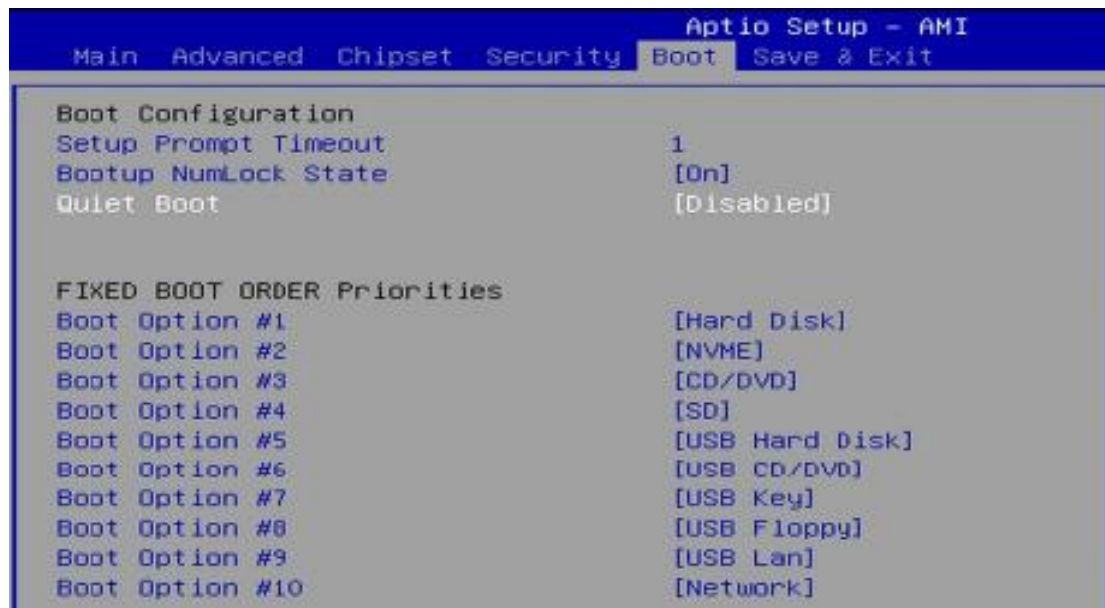 Aptio Setup - AMI
Main Advanced Chipset Security Boot Save & Exit
Boot Configuration
Setup Prompt Timeout 1
Bootup NumLock State [On]
Quiet Boot [Disabled]
FIXED BOOT ORDER Priorities
Boot Option #1 [Hard Disk]
Boot Option #2 [NVME]
Boot Option #3 [CD/DVD]
Boot Option #4 [SD]
Boot Option #5 [USB Hard Disk]
Boot Option #6 [USB CD/DVD]
Boot Option #7 [USB Key]
Boot Option #8 [USB Floppy]
Boot Option #9 [USB Lan]
Boot Option #10 [Network]